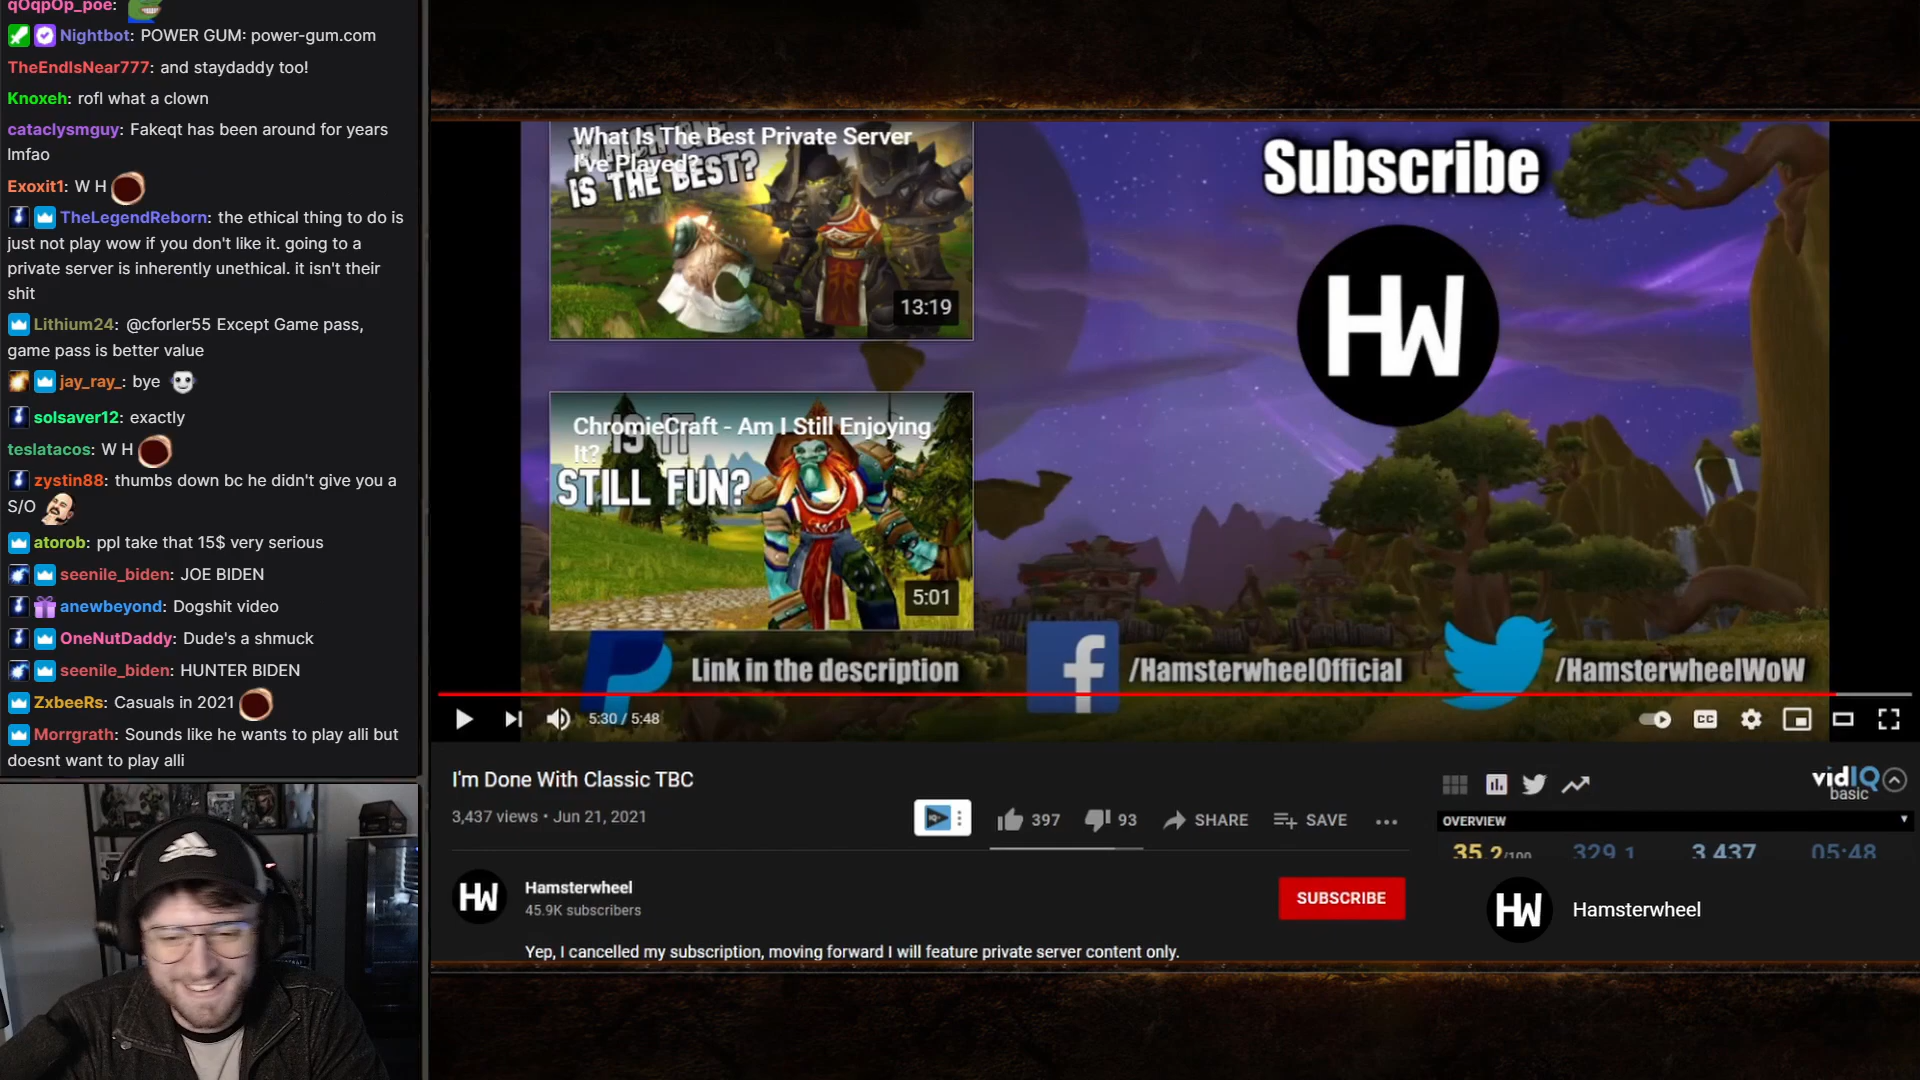 qOqpOp_poe:
Nightbot: POWER GUM: power-gum.com
TheEndIsNear777: and staydaddy too!
Knoxeh: rofl what a clown
cataclysmguy: Fakeqt has been around for years
lmfao
Exoxit1: W H
TheLegendReborn: the ethical thing to do is
just not play wow if you don't like it. going to a
private server is inherently unethical. it isn't their
shit
Lithium24: @cforler55 Except Game pass,
game pass is better value
jay_ray_: bye
solsaver12: exactly
teslatacos: W H
zystin88: thumbs down bc he didn't give you a
S/O
atorob: ppl take that 15$ very serious
seenile_biden: JOE BIDEN
anewbeyond: Dogshit video
OneNutDaddy: Dude's a shmuck
seenile_biden: HUNTER BIDEN
ZxbeeRs: Casuals in 2021
Morrgrath: Sounds like he wants to play alli but
doesnt want to play alli
What Is The Best Private Server
I've Played?
IS THE BEST?
13:19
Subscribe
HW
ChromieCraft - Am I Still Enjoying
It?
IS IT
STILL FUN?
5:01
Link in the description
f
/HamsterwheelOfficial
/HamsterwheelWoW
5:30 / 5:48
CC
I'm Done With Classic TBC
3,437 views • Jun 21, 2021
397
93
SHARE
SAVE
vidIQ
basic
OVERVIEW
35.2/100
329.1
3,437
05:48
HW
Hamsterwheel
45.9K subscribers
SUBSCRIBE
HW
Hamsterwheel
Yep, I cancelled my subscription, moving forward I will feature private server content only.